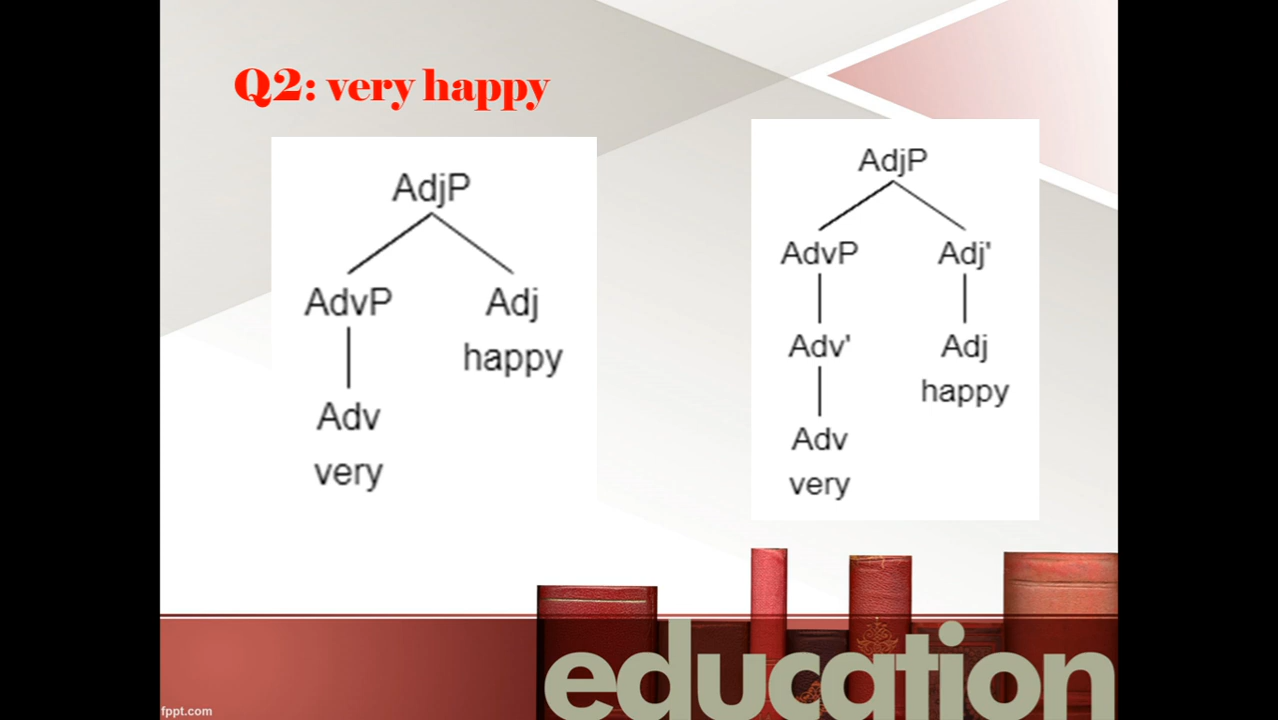 Q2: very happy
AdjP
AdvP Adj
happy
Adv
very
AdjP
AdvP Adj'
Adv' Adj
happy
Adv
very
education
fppt.com